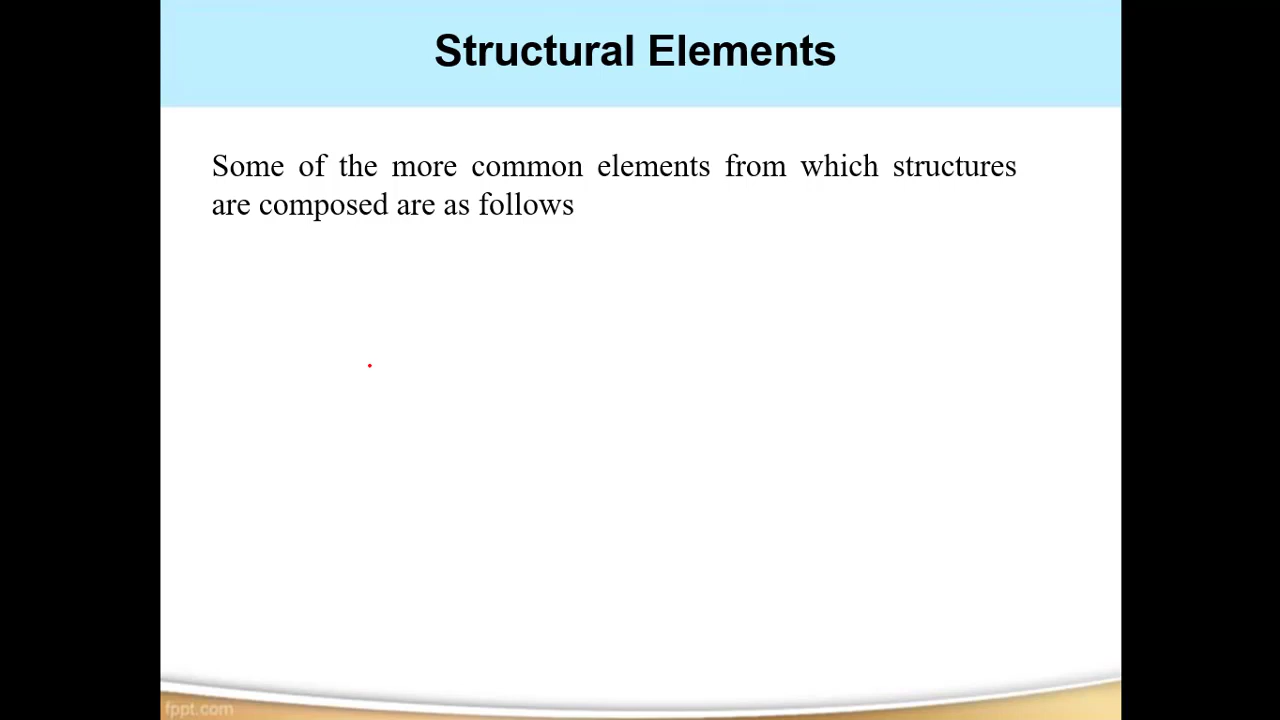 Structural Elements
Some of the more common elements from which structures
are composed are as follows
fppt.com